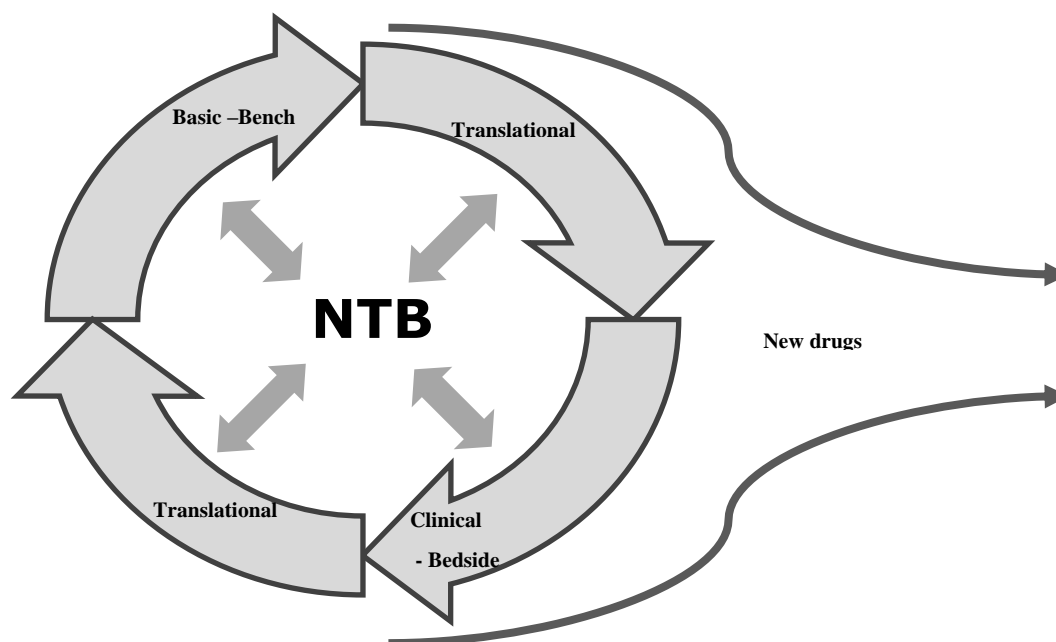 Basic –Bench
Translational
NTB
New drugs
Translational
Clinical
- Bedside